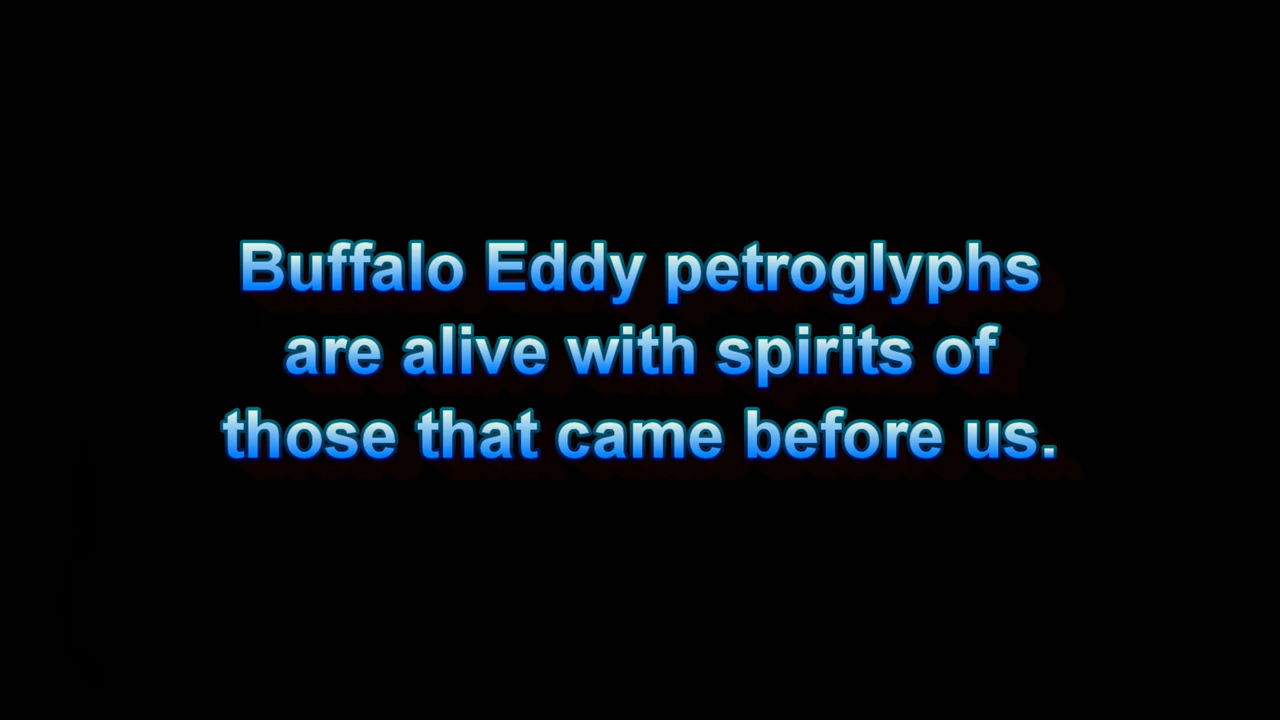 Buffalo Eddy petroglyphs
are alive with spirits of
those that came before us.